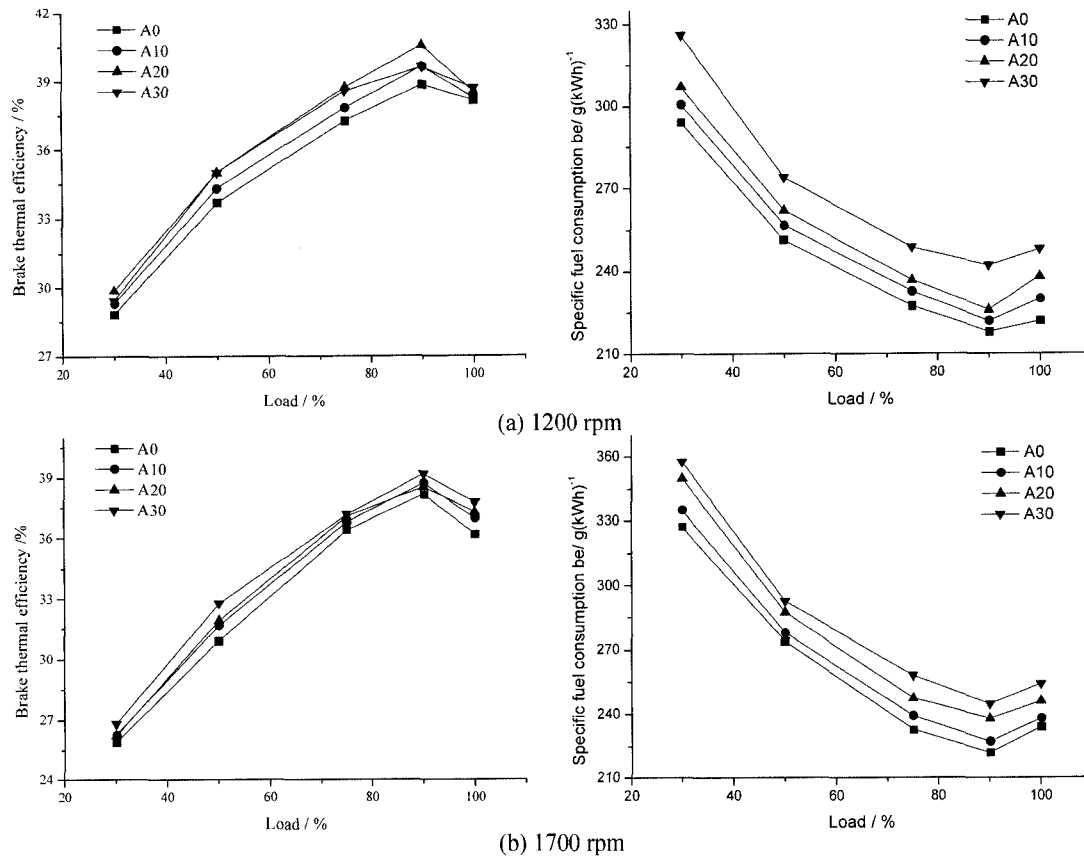 42
39
36
33
30
27
Brake thermal efficiency / %
A0
A10
A20
A30
20
40
60
80
100
Load / %
330
300
270
240
210
Specific fuel consumption be/ g(kWh)⁻¹
A0
A10
A20
A30
20
40
60
80
100
Load / %
(a) 1200 rpm
39
36
33
30
27
24
Brake thermal efficiency /%
A0
A10
A20
A30
20
40
60
80
100
Load / %
360
330
300
270
240
210
Specific fuel consumption be/ g(kWh)⁻¹
A0
A10
A20
A30
20
40
60
80
100
Load / %
(b) 1700 rpm